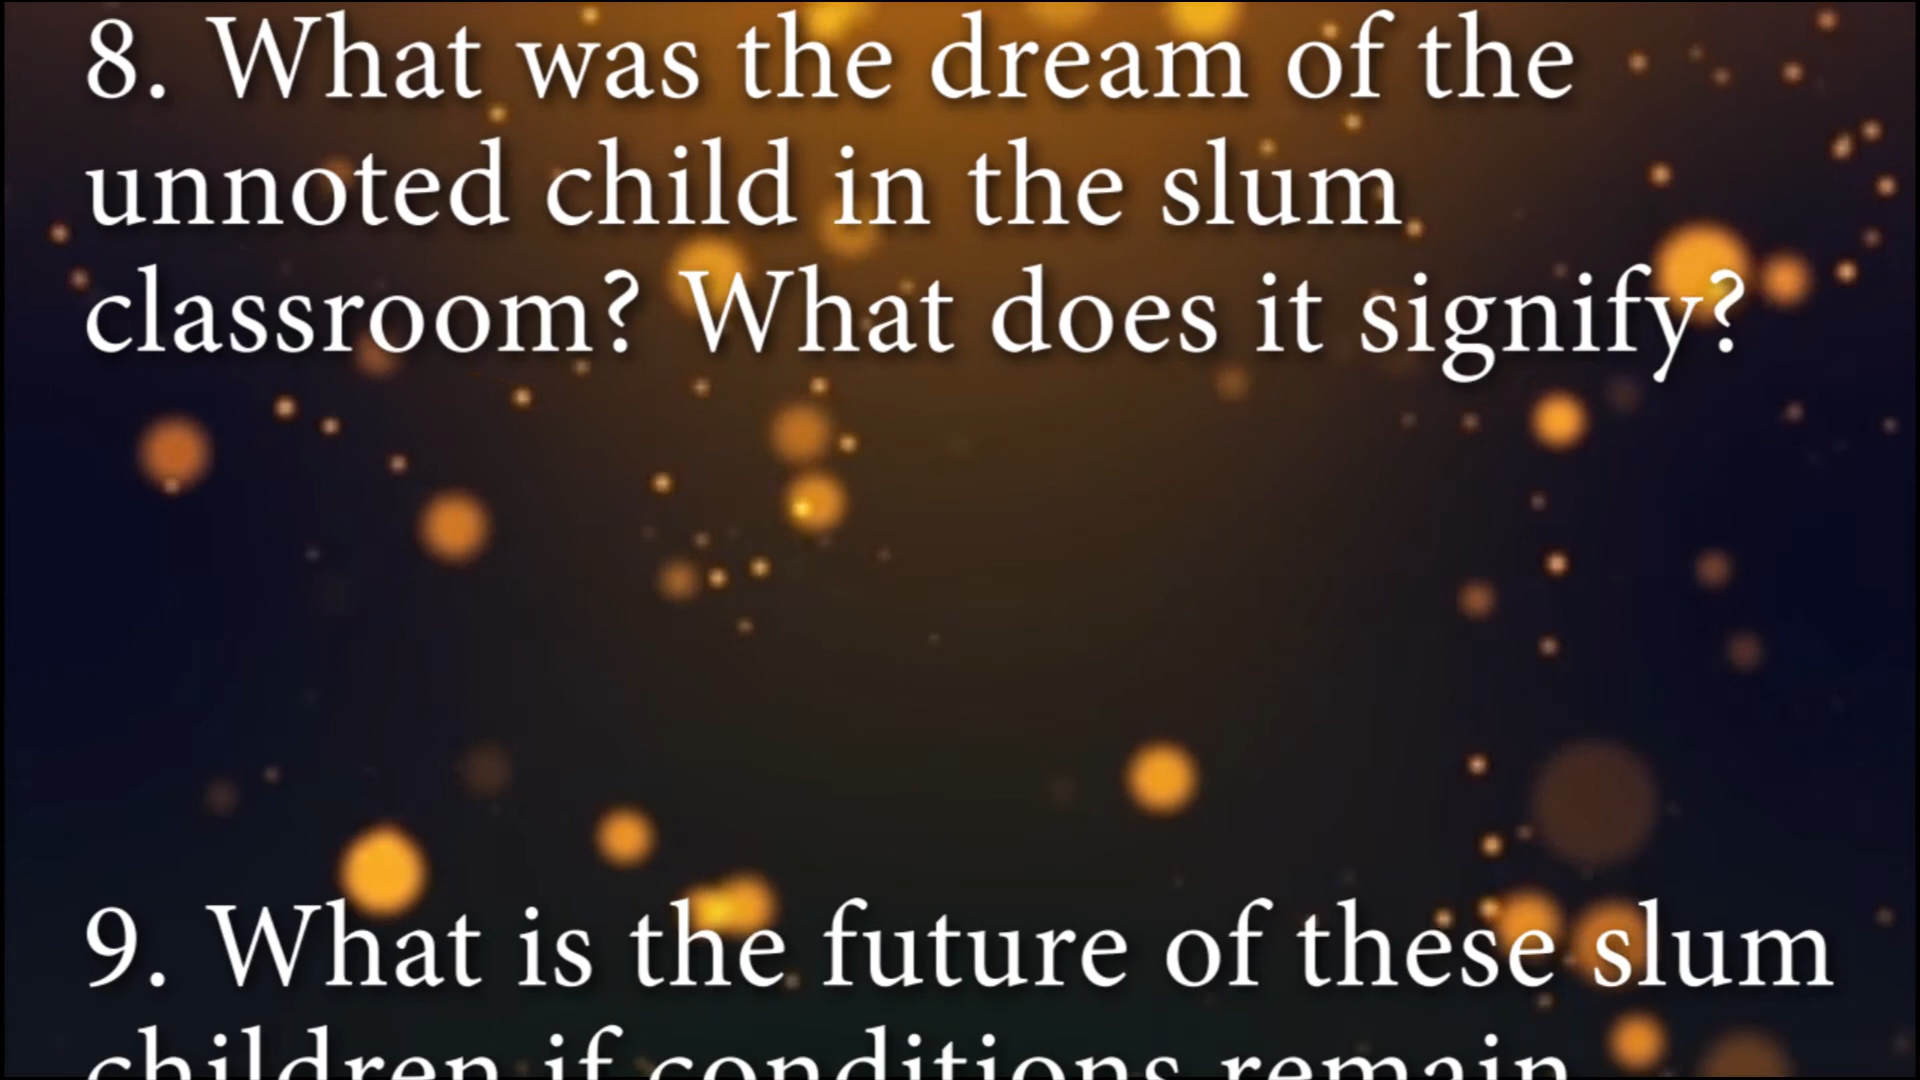 8. What was the dream of the
unnoted child in the slum
classroom? What does it signify?
9. What is the future of these slum
children if conditions remain